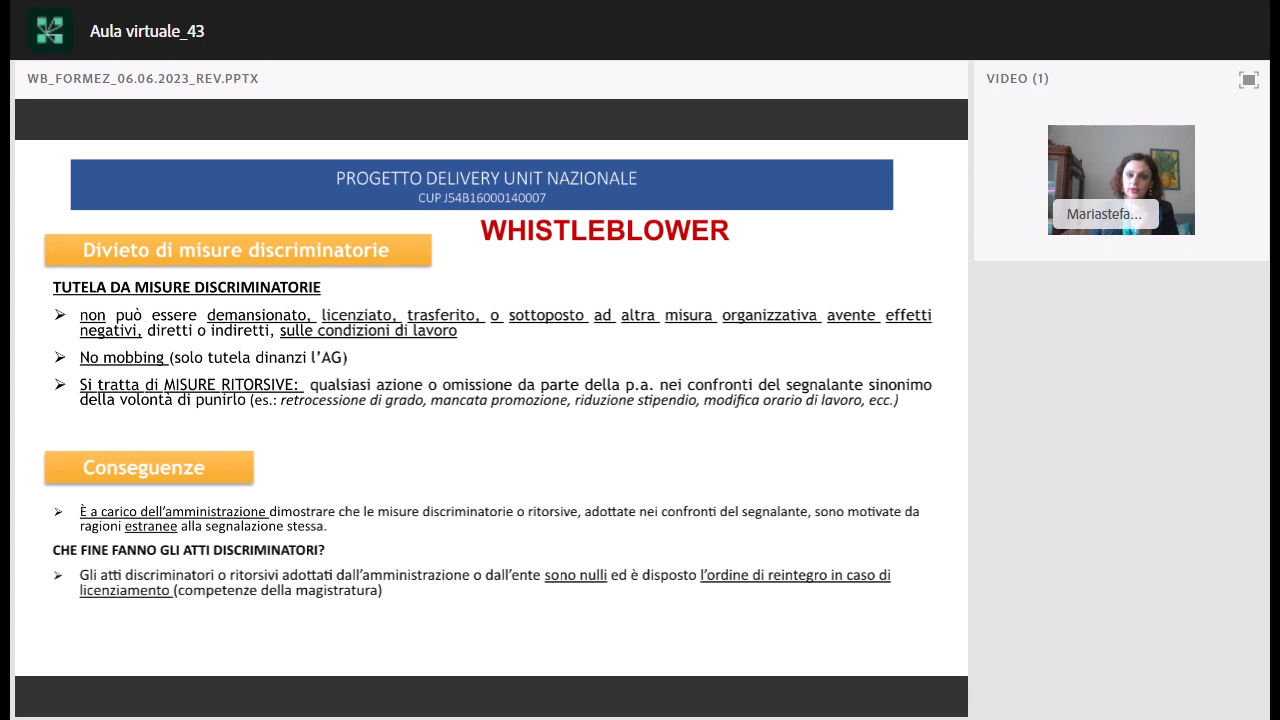 Aula virtuale_43
WB_FORMEZ_06.06.2023_REV.PPTX
VIDEO (1)
PROGETTO DELIVERY UNIT NAZIONALE
CUP J54B16000140007
WHISTLEBLOWER
Divieto di misure discriminatorie
TUTELA DA MISURE DISCRIMINATORIE
➢ non può essere demansionato, licenziato, trasferito, o sottoposto ad altra misura organizzativa avente effetti
negativi, diretti o indiretti, sulle condizioni di lavoro
➢ No mobbing (solo tutela dinanzi l'AG)
➢ Si tratta di MISURE RITORSIVE: qualsiasi azione o omissione da parte della p.a. nei confronti del segnalante sinonimo
della volontà di punirlo (es.: retrocessione di grado, mancata promozione, riduzione stipendio, modifica orario di lavoro, ecc.)
Conseguenze
➢ È a carico dell'amministrazione dimostrare che le misure discriminatorie o ritorsive, adottate nei confronti del segnalante, sono motivate da
ragioni estranee alla segnalazione stessa.
CHE FINE FANNO GLI ATTI DISCRIMINATORI?
➢ Gli atti discriminatori o ritorsivi adottati dall'amministrazione o dall'ente sono nulli ed è disposto l'ordine di reintegro in caso di
licenziamento (competenze della magistratura)
Mariastefa...